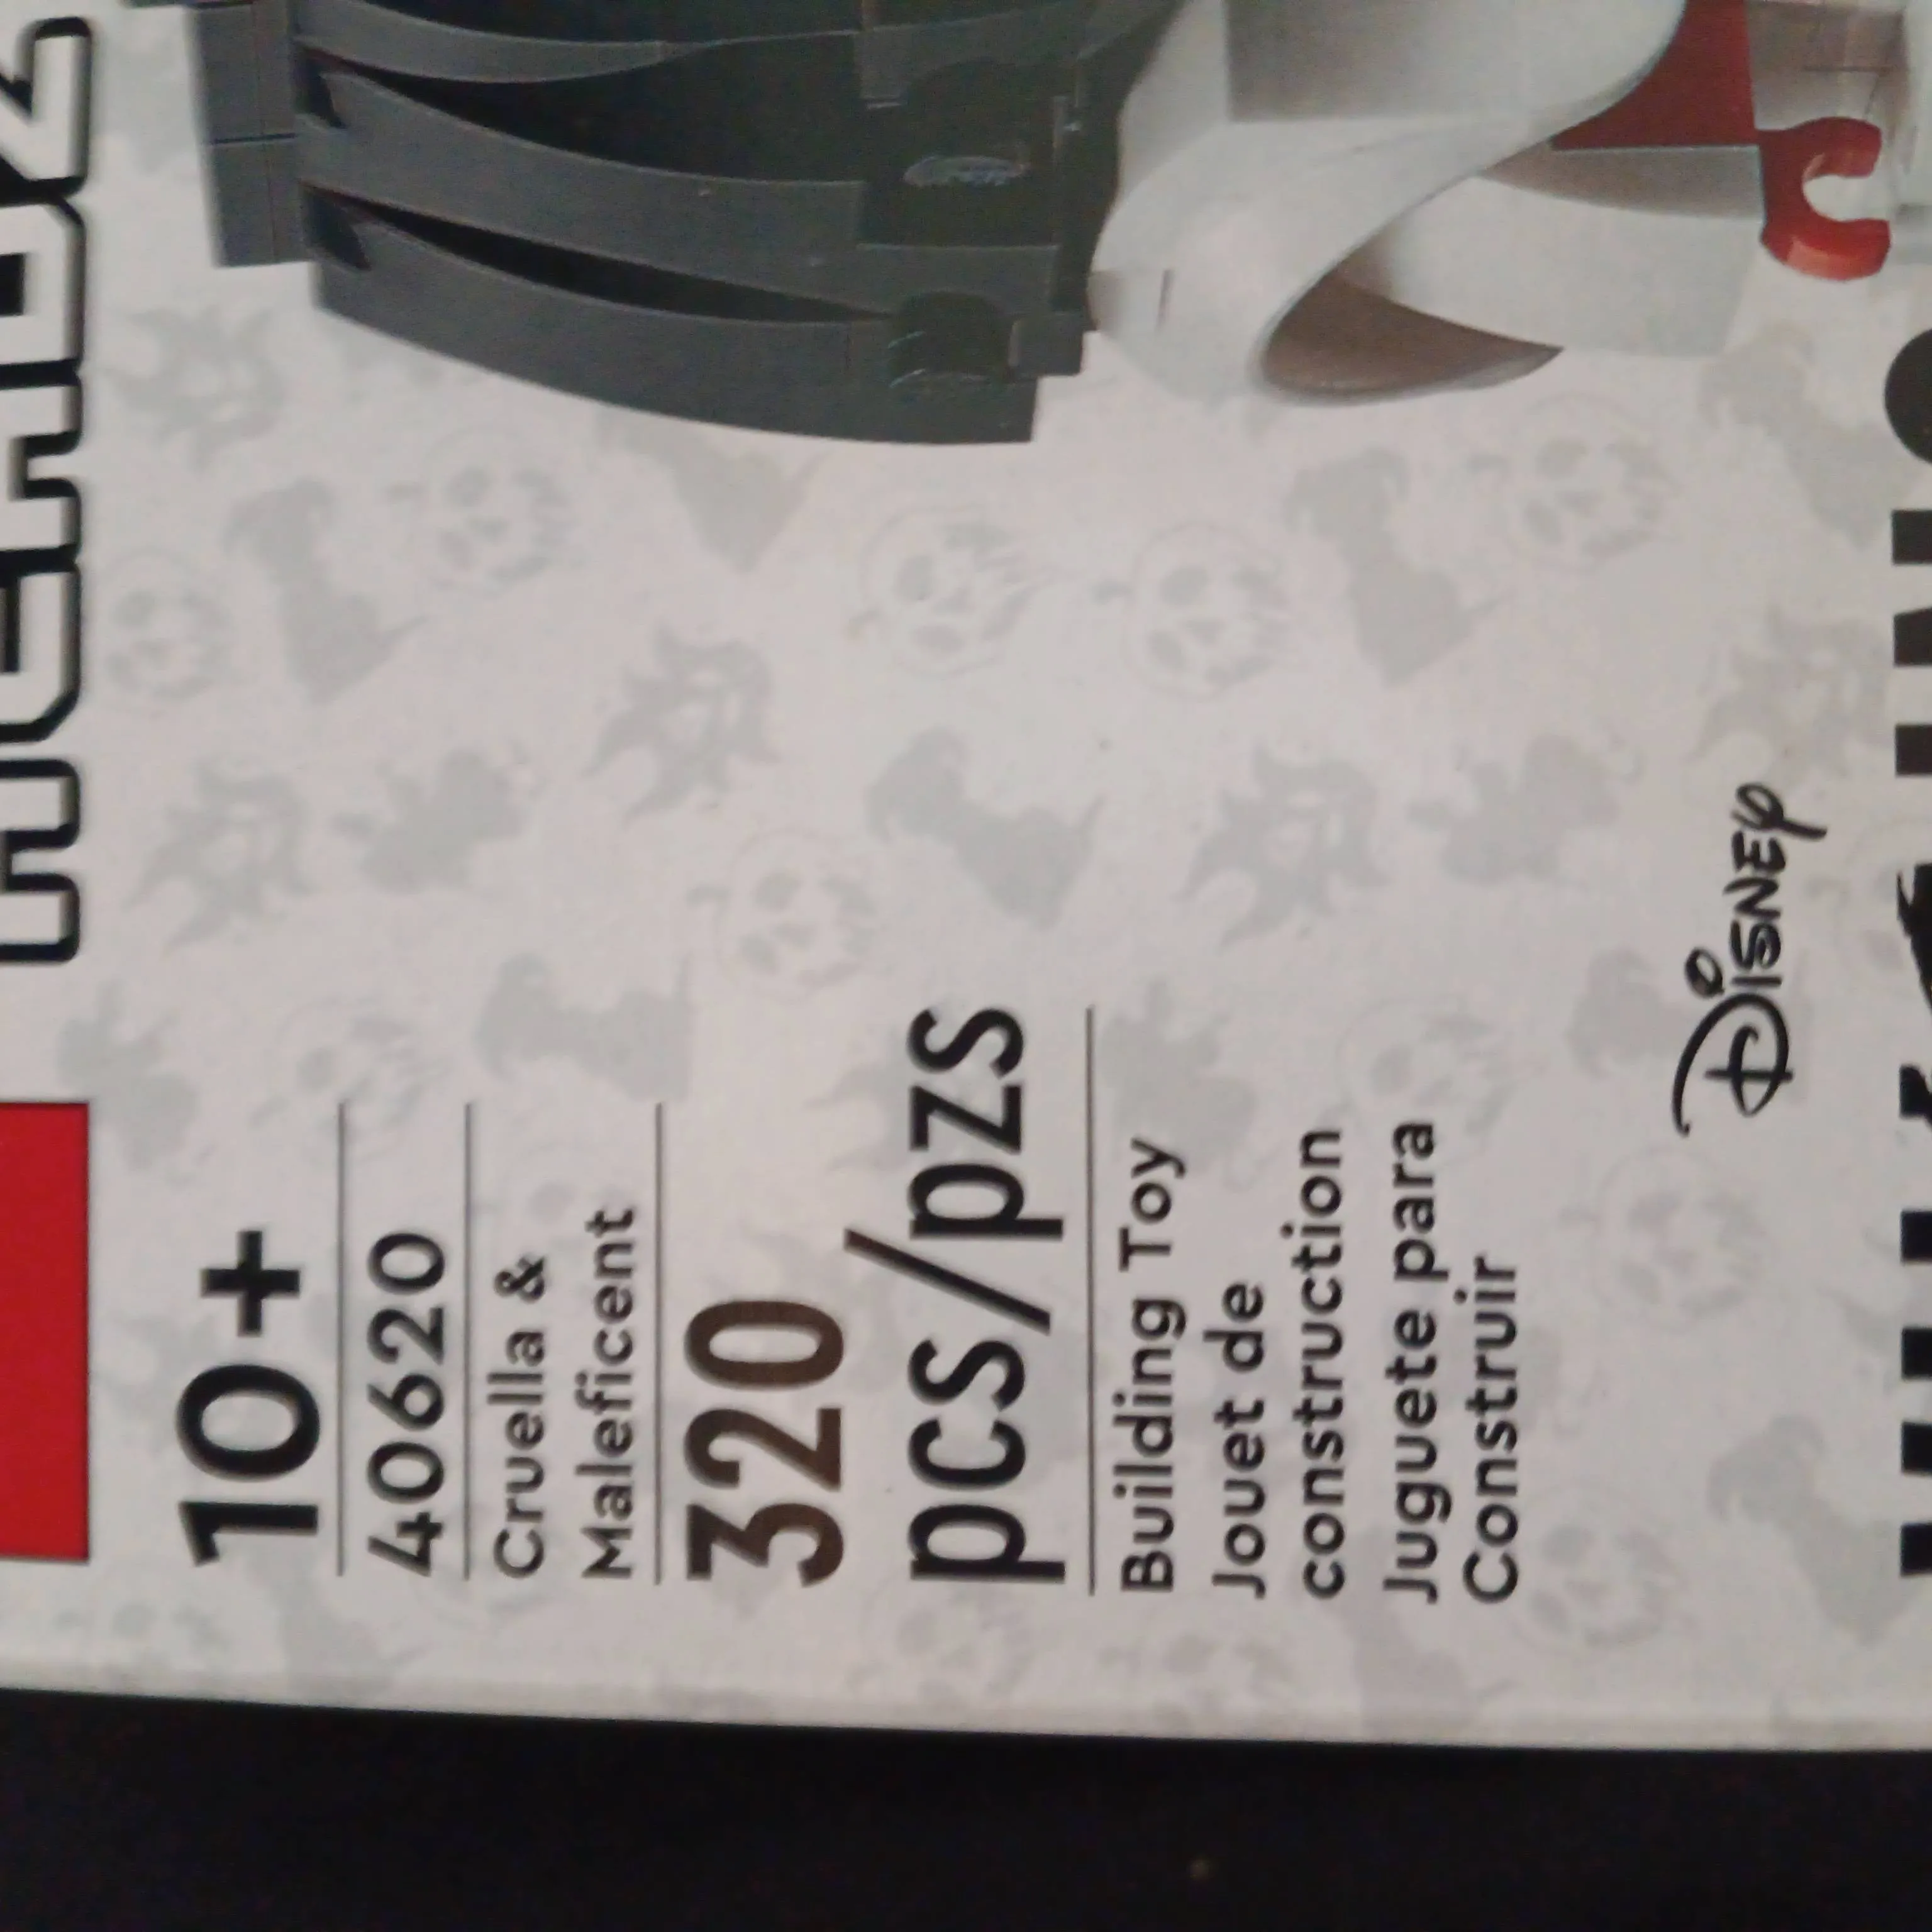 10+
40620
Cruella &
Maleficent
320
pcs/pzs
Building Toy
Jouet de
construction
Juguete para
Construir
Disney